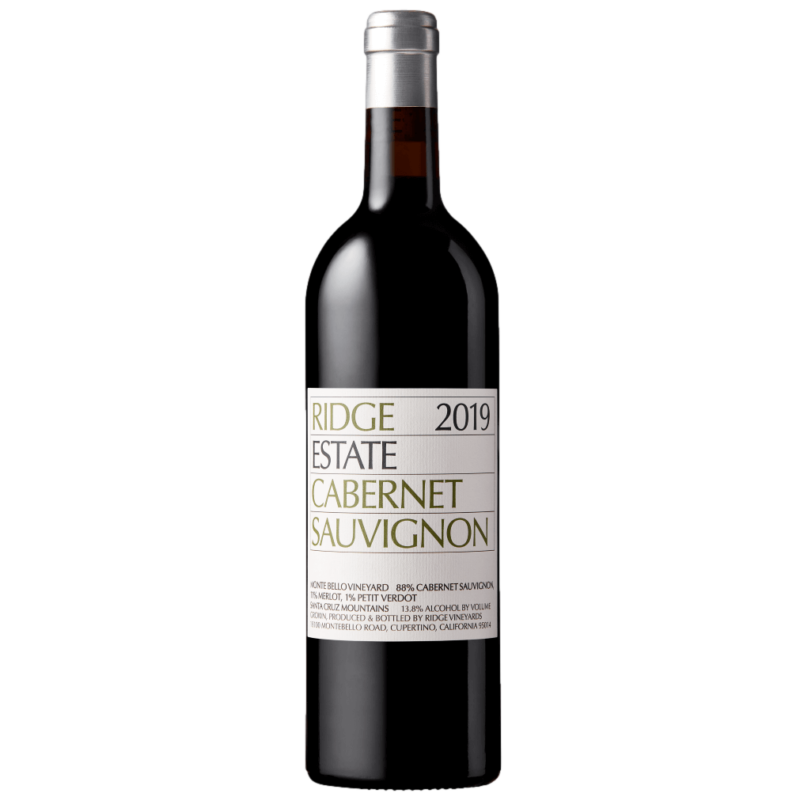 RIDGE 2019
ESTATE
CABERNET
SAUVIGNON
MONTE BELLO VINEYARD 88% CABERNET SAUVIGNON,
11% MERLOT, 1% PETIT VERDOT
SANTA CRUZ MOUNTAINS 13.8% ALCOHOL BY VOLUME
GROWN, PRODUCED & BOTTLED BY RIDGE VINEYARDS
MONTEBELLO ROAD, CUPERTINO, CALIFORNIA 95014